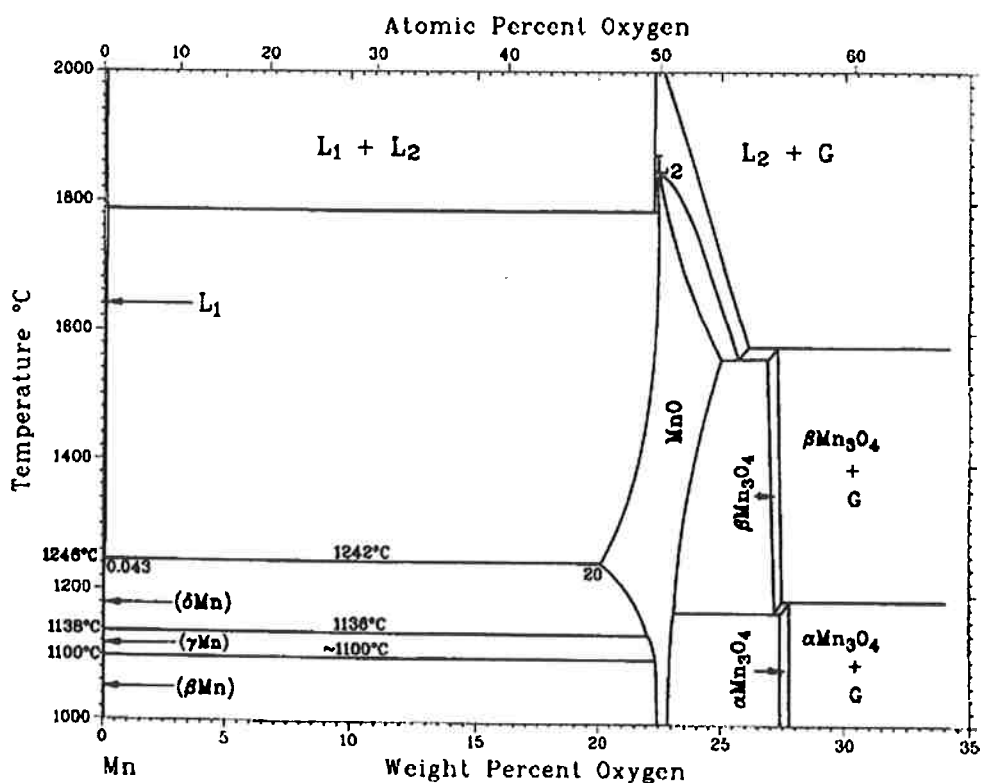 Atomic Percent Oxygen
0 10 20 30 40 50 60
2000
L₁ + L₂
L₂ + G
L2
1800
L₁
1600
Temperature °C
MnO
βMn₃O₄
+
G
1400
βMn₃O₄
1246°C
1242°C
0.043
20
1200
(δMn)
1138°C
1136°C
(γMn)
1100°C
~1100°C
αMn₃O₄
αMn₃O₄
+
G
(βMn)
1000
0 5 10 15 20 25 30 35
Mn
Weight Percent Oxygen